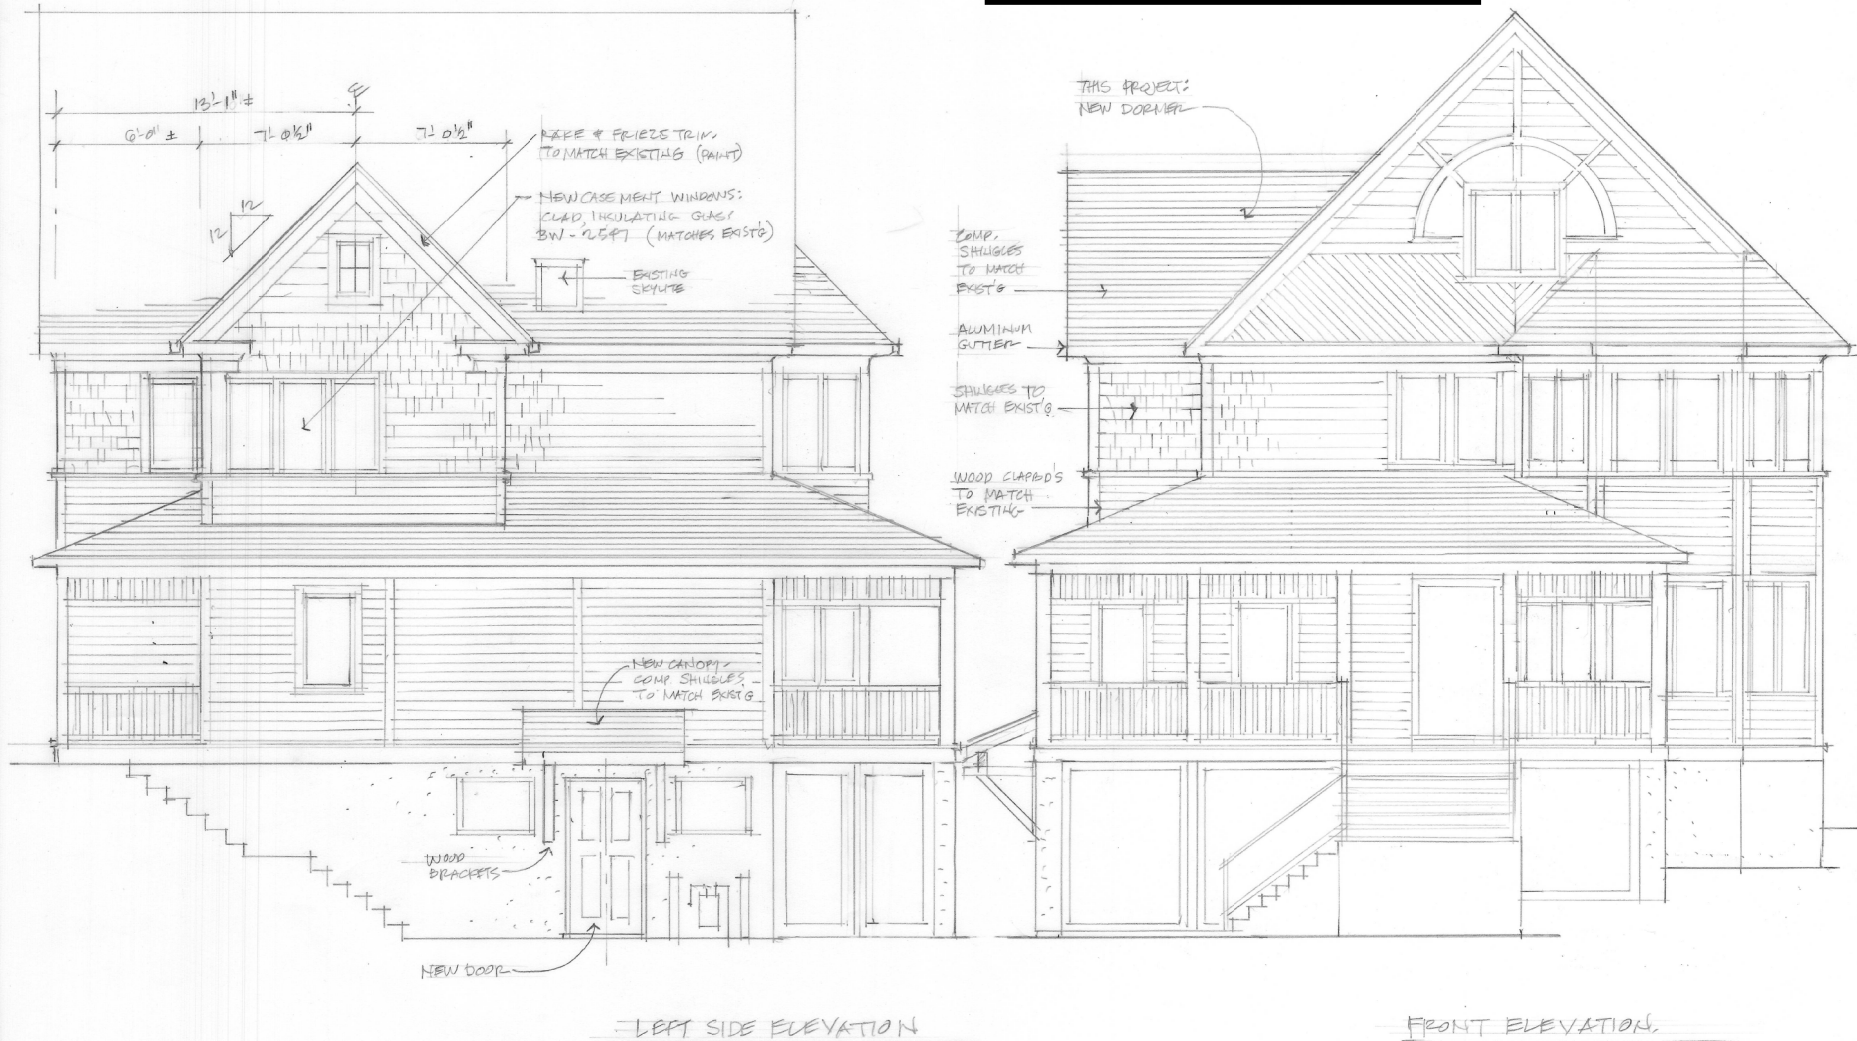 13'-1" ±
6'-0" ±
7'-0½"
7'-0½"
12
12
RAKE & FRIEZE TRIM
TO MATCH EXISTING (PAINT)
NEW CASEMENT WINDOWS:
CLAD, INSULATING GLASS
(MATCHES EXIST'G)
EXISTING
SKYLITE
NEW CANOPY -
COMP. SHINGLES
TO MATCH EXIST'G
WOOD
BRACKETS
NEW DOOR
LEFT SIDE ELEVATION
THIS PROJECT:
NEW DORMER
COMP.
SHINGLES
TO MATCH
EXIST'G
ALUMINUM
GUTTER
SHINGLES TO
MATCH EXIST'G
WOOD CLAPBD'S
TO MATCH
EXISTING
FRONT ELEVATION.